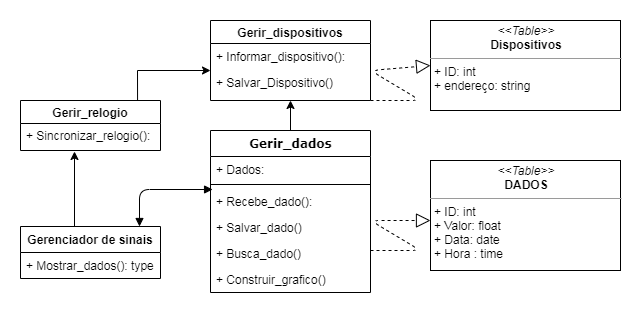 Gerir_dispositivos
+ Informar_dispositivo():
+ Salvar_Dispositivo()
<<Table>>
Dispositivos
+ ID: int
+ endereço: string
Gerir_relogio
+ Sincronizar_relogio():
Gerir_dados
+ Dados:
+ Recebe_dado():
+ Salvar_dado()
+ Busca_dado()
+ Construir_grafico()
<<Table>>
DADOS
+ ID: int
+ Valor: float
+ Data: date
+ Hora : time
Gerenciador de sinais
+ Mostrar_dados(): type